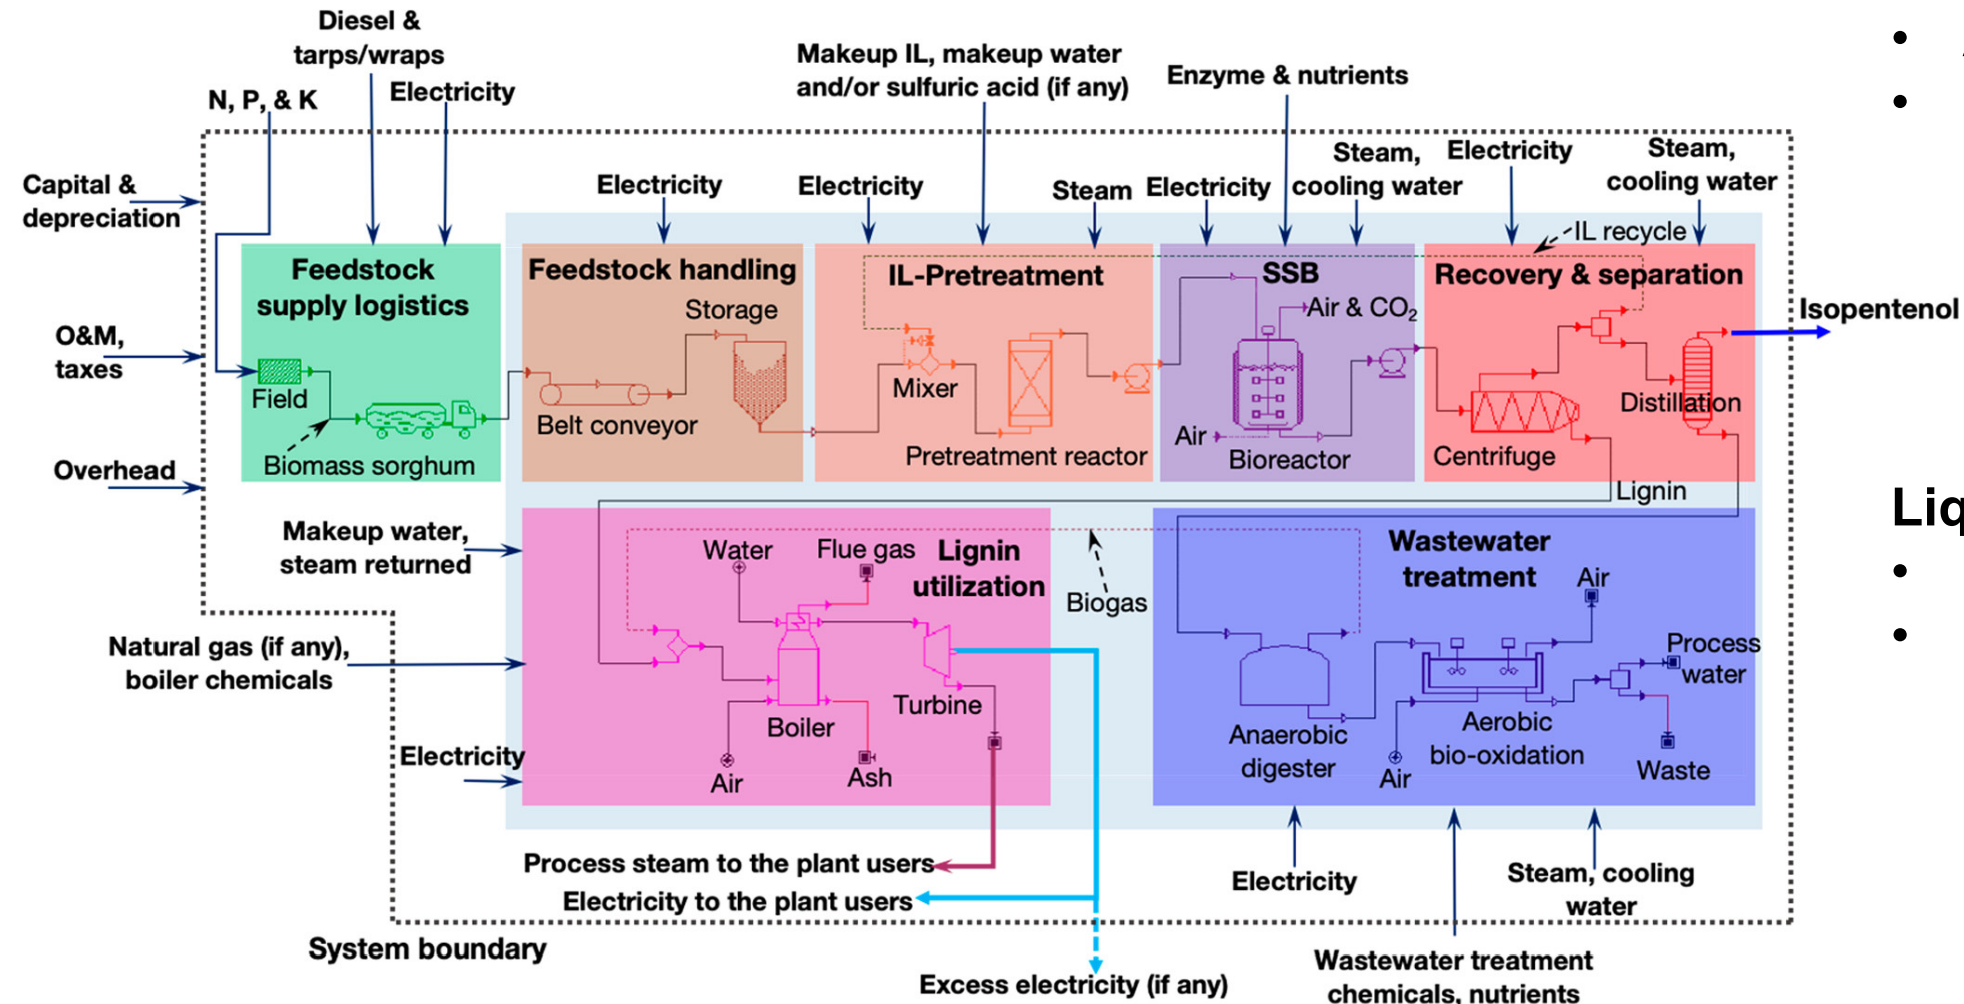 Diesel &
tarps/wraps
N, P, & K
Electricity
Makeup IL, makeup water
and/or sulfuric acid (if any)
Enzyme & nutrients
Capital &
depreciation
Electricity
Electricity
Steam
Electricity
Steam,
cooling water
Electricity
Steam,
cooling water
IL recycle
Feedstock
supply logistics
Field
Biomass sorghum
Feedstock handling
Storage
Belt conveyor
IL-Pretreatment
Mixer
Pretreatment reactor
SSB
Air & CO₂
Air
Bioreactor
Recovery & separation
Distillation
Centrifuge
Lignin
Isopentenol
O&M,
taxes
Overhead
Makeup water,
steam returned
Natural gas (if any),
boiler chemicals
Electricity
Water
Flue gas
Lignin
utilization
Boiler
Turbine
Air
Ash
Biogas
Wastewater
treatment
Air
Process
water
Anaerobic
digester
Aerobic
bio-oxidation
Air
Waste
Process steam to the plant users
Electricity to the plant users
Electricity
Steam, cooling
water
System boundary
Excess electricity (if any)
Wastewater treatment
chemicals, nutrients
•
•
Liq
•
•